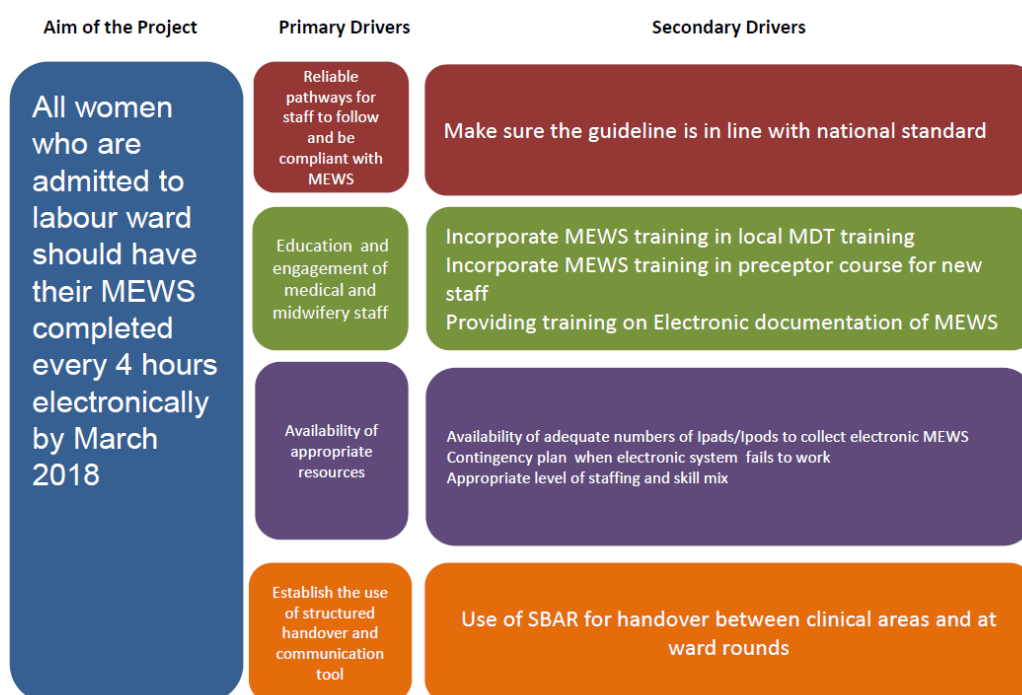 Aim of the Project
Primary Drivers
Secondary Drivers
All women
who are
admitted to
labour ward
should have
their MEWS
completed
every 4 hours
electronically
by March
2018
Reliable
pathways for
staff to follow
and be
compliant with
MEWS
Make sure the guideline is in line with national standard
Education and
engagement of
medical and
midwifery staff
Incorporate MEWS training in local MDT training
Incorporate MEWS training in preceptor course for new
staff
Providing training on Electronic documentation of MEWS
Availability of
appropriate
resources
Availability of adequate numbers of Ipads/Ipods to collect electronic MEWS
Contingency plan when electronic system fails to work
Appropriate level of staffing and skill mix
Establish the use
of structured
handover and
communication
tool
Use of SBAR for handover between clinical areas and at
ward rounds